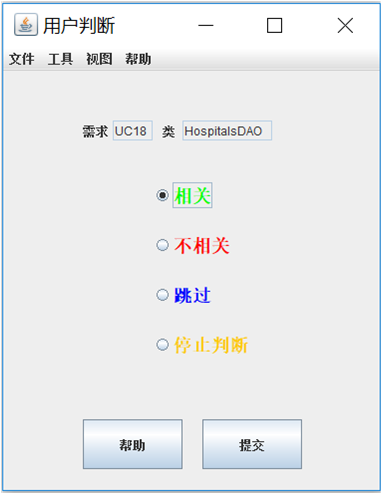 用户判断
文件 工具 视图 帮助
需求 UC18 类 HospitalsDAO
相关
不相关
跳过
停止判断
帮助 提交